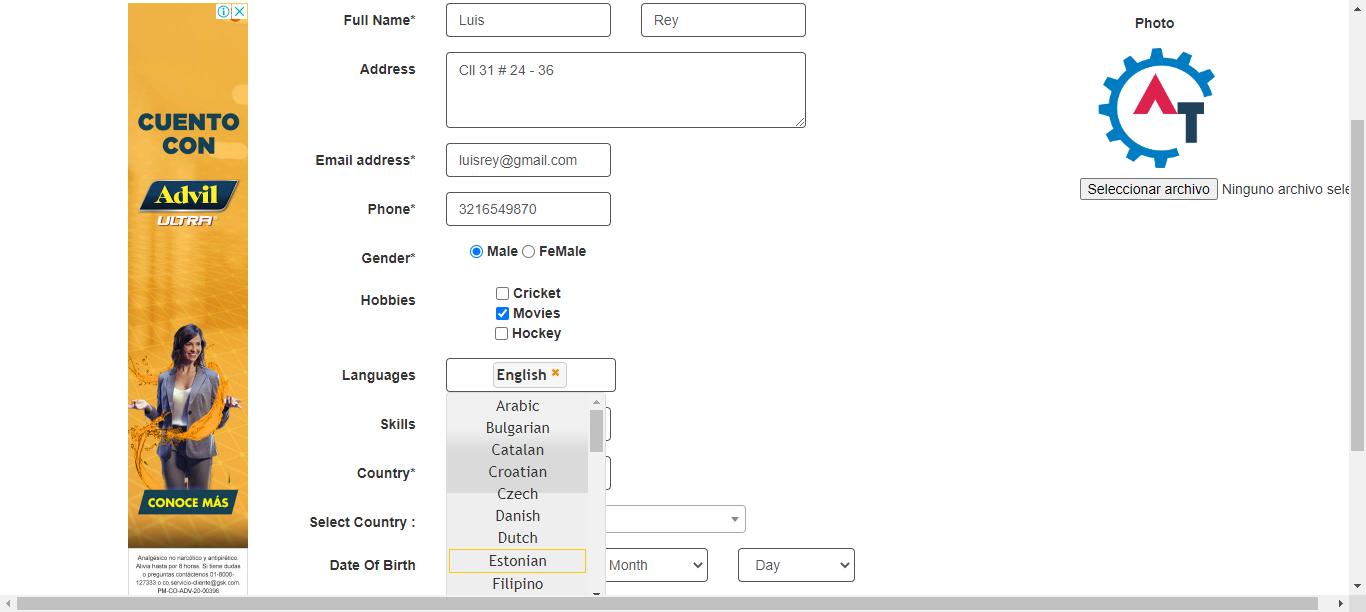 CUENTO
CON
Advil
ULTRA
CONOCE MÁS
Analgésico no narcótico y antipirético.
Alivia hasta por 8 horas. Si tiene dudas
o preguntas contáctenos 01-8000-
127333 o co.servicio-cliente@gsk.com.
PM-CO-ADV-20-00396
Full Name* Luis Rey
Address Cll 31 # 24 - 36
Email address* luisrey@gmail.com
Phone* 3216549870
Gender* Male FeMale
Hobbies Cricket
Movies
Hockey
Languages English
Arabic
Bulgarian
Catalan
Croatian
Czech
Danish
Dutch
Estonian
Filipino
Skills
Country*
Select Country :
Date Of Birth Month Day
Photo
AT
Seleccionar archivo Ninguno archivo sele